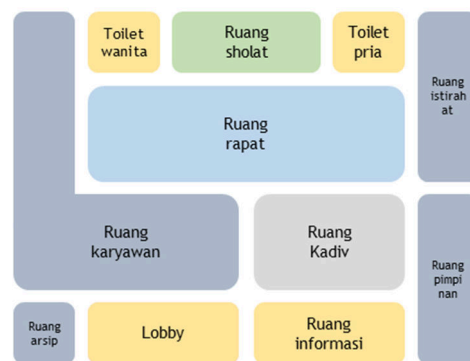 Toilet
wanita
Ruang
sholat
Toilet
pria
Ruang
istirah
at
Ruang
rapat
Ruang
karyawan
Ruang
Kadiv
Ruang
pimpi
nan
Ruang
arsip
Lobby
Ruang
informasi